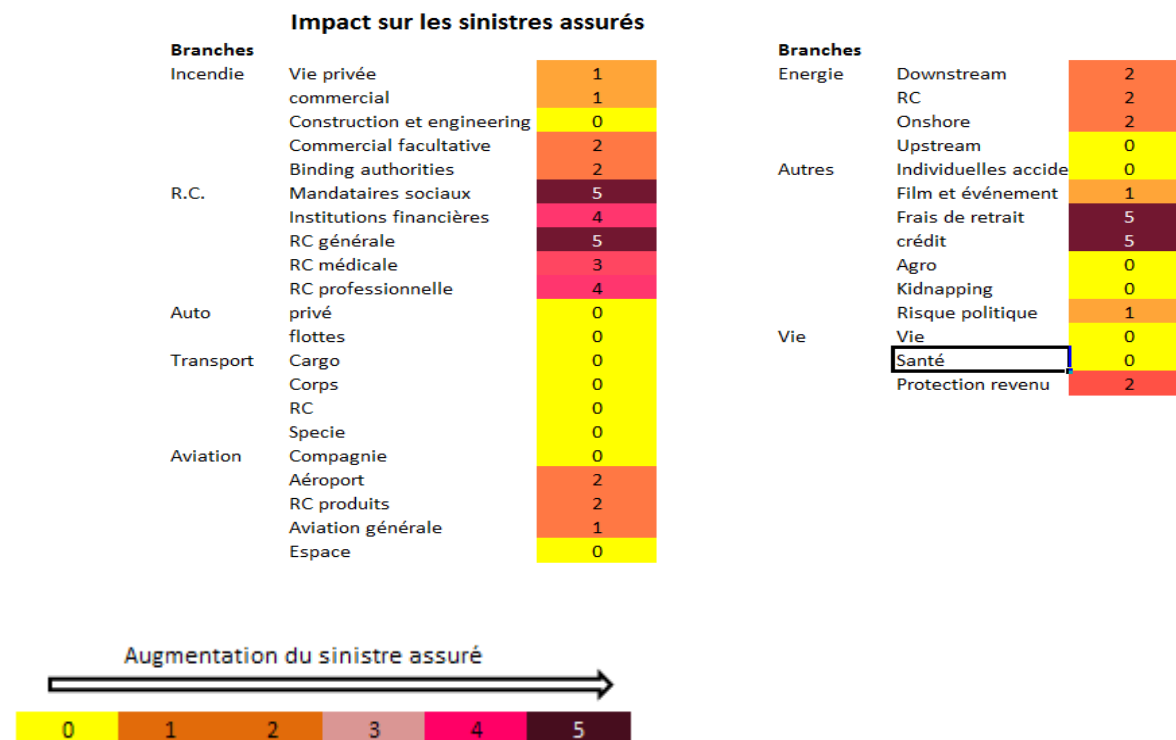 Impact sur les sinistres assurés
Branches
Incendie Vie privée 1
commercial 1
Construction et engineering 0
Commercial facultative 2
Binding authorities 2
R.C. Mandataires sociaux 5
Institutions financières 4
RC générale 5
RC médicale 3
RC professionnelle 4
Auto privé 0
flottes 0
Transport Cargo 0
Corps 0
RC 0
Specie 0
Aviation Compagnie 0
Aéroport 2
RC produits 2
Aviation générale 1
Espace 0
Branches
Energie Downstream 2
RC 2
Onshore 2
Upstream 0
Autres Individuelles accide 0
Film et événement 1
Frais de retrait 5
crédit 5
Agro 0
Kidnapping 0
Risque politique 1
Vie Vie 0
Santé 0
Protection revenu 2
Augmentation du sinistre assuré
0 1 2 3 4 5